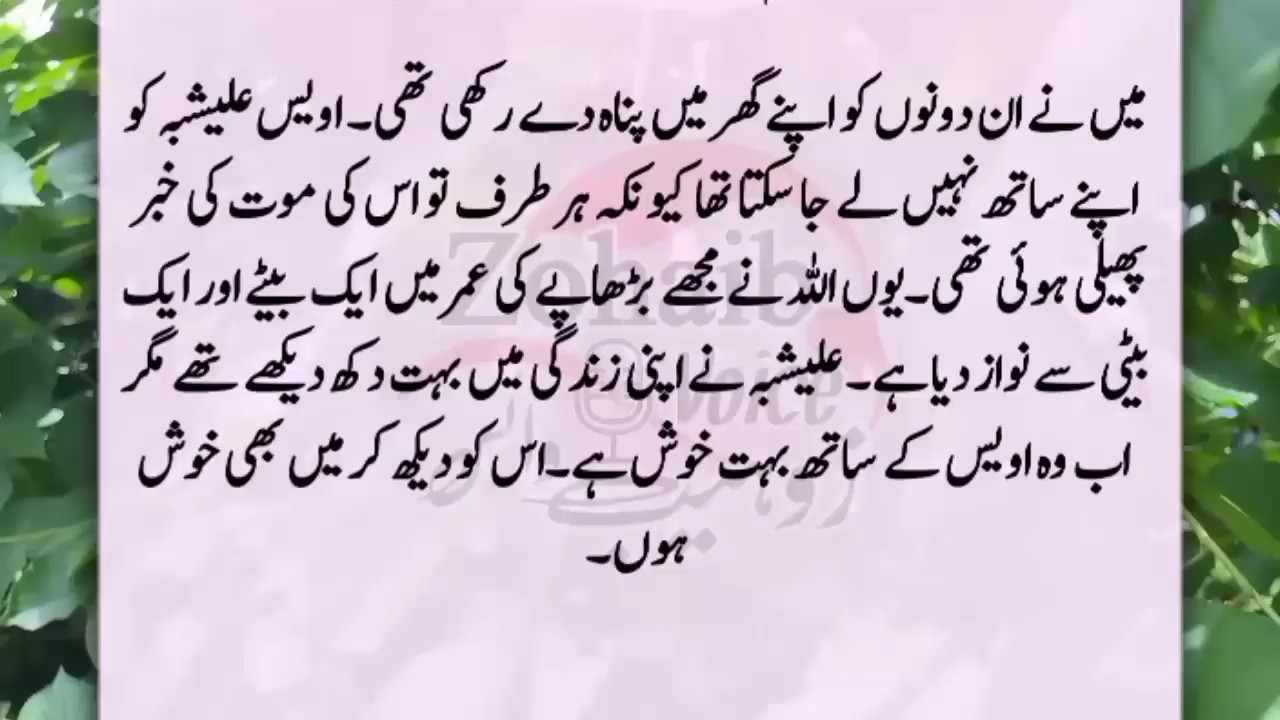 میں نے ان دونوں کو اپنے گھر میں پناہ دے رکھی تھی۔ اویس علیشبہ کو
اپنے ساتھ نہیں لے جا سکتا تھا کیونکہ ہر طرف تو اس کی موت کی خبر
پھیلی ہوئی تھی۔ یوں اللہ نے مجھے بڑھاپے کی عمر میں ایک بیٹے اور ایک
بیٹی سے نواز دیا ہے۔ علیشبہ نے اپنی زندگی میں بہت دکھ دیکھے تھے مگر
اب وہ اویس کے ساتھ بہت خوش ہے۔ اس کو دیکھ کر میں بھی خوش
ہوں۔
Zohaib
Voice
زوہیب وائس